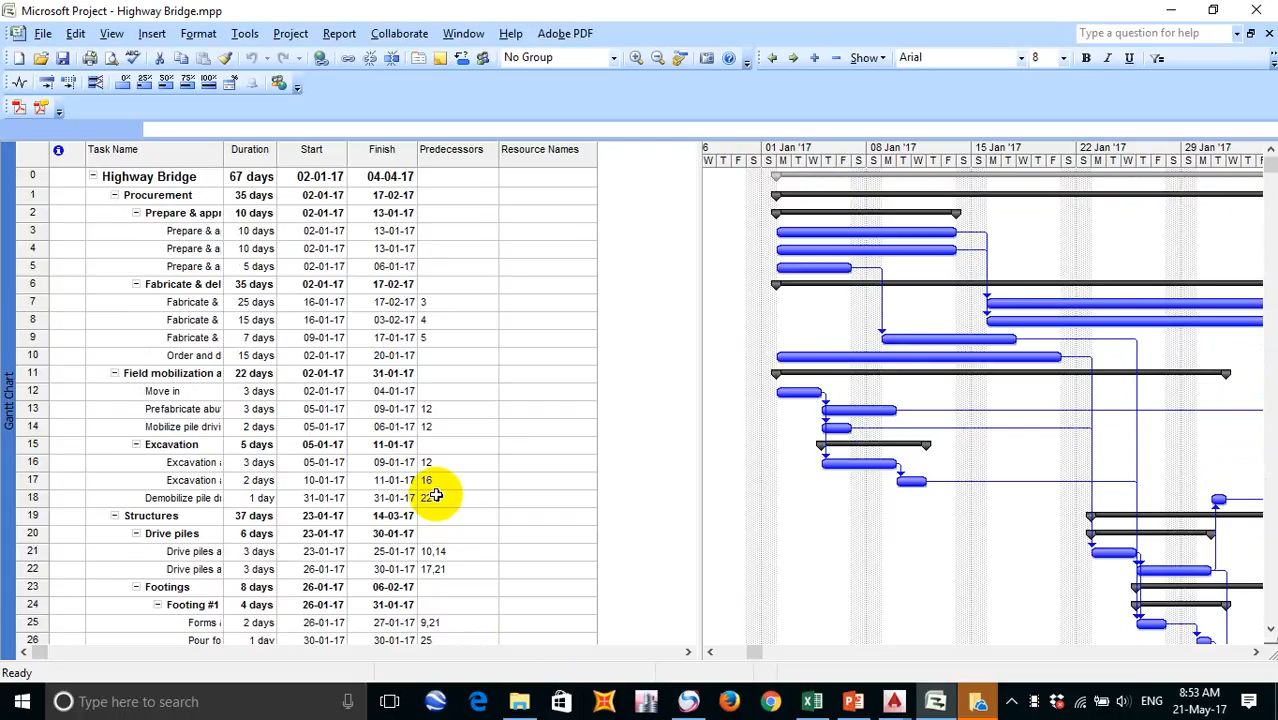 Microsoft Project - Highway Bridge.mpp
File Edit View Insert Format Tools Project Report Collaborate Window Help Adobe PDF Type a question for help
No Group Show Arial 8 B I U
0% 25% 50% 75% 100%
Task Name Duration Start Finish Predecessors Resource Names 6 01 Jan '17 08 Jan '17 15 Jan '17 22 Jan '17 29 Jan '17
W T F S S M T W T F S S M T W T F S S M T W T F S S M T W T F S S M T W
0 Highway Bridge 67 days 02-01-17 04-04-17
1 Procurement 35 days 02-01-17 17-02-17
2 Prepare & appr 10 days 02-01-17 13-01-17
3 Prepare & a 10 days 02-01-17 13-01-17
4 Prepare & a 10 days 02-01-17 13-01-17
5 Prepare & a 5 days 02-01-17 06-01-17
6 Fabricate & del 35 days 02-01-17 17-02-17
7 Fabricate & 25 days 16-01-17 17-02-17 3
8 Fabricate & 15 days 16-01-17 03-02-17 4
9 Fabricate & 7 days 09-01-17 17-01-17 5
10 Order and d 15 days 02-01-17 20-01-17
11 Field mobilization a 22 days 02-01-17 31-01-17
12 Move in 3 days 02-01-17 04-01-17
13 Prefabricate abu 3 days 05-01-17 09-01-17 12
14 Mobilize pile drivi 2 days 05-01-17 06-01-17 12
15 Excavation 5 days 05-01-17 11-01-17
16 Excavation 3 days 05-01-17 09-01-17 12
17 Excavation 2 days 10-01-17 11-01-17 16
18 Demobilize pile d 1 day 31-01-17 31-01-17 22
19 Structures 37 days 23-01-17 14-03-17
20 Drive piles 6 days 23-01-17 30-01-17
21 Drive piles a 3 days 23-01-17 25-01-17 10,14
22 Drive piles a 3 days 26-01-17 30-01-17 17,21
23 Footings 8 days 26-01-17 06-02-17
24 Footing #1 4 days 26-01-17 31-01-17
25 Forms 2 days 26-01-17 27-01-17 9,21
26 Pour fo 1 day 30-01-17 30-01-17 25
Gantt Chart
Ready
Type here to search ENG 8:53 AM
21-May-17